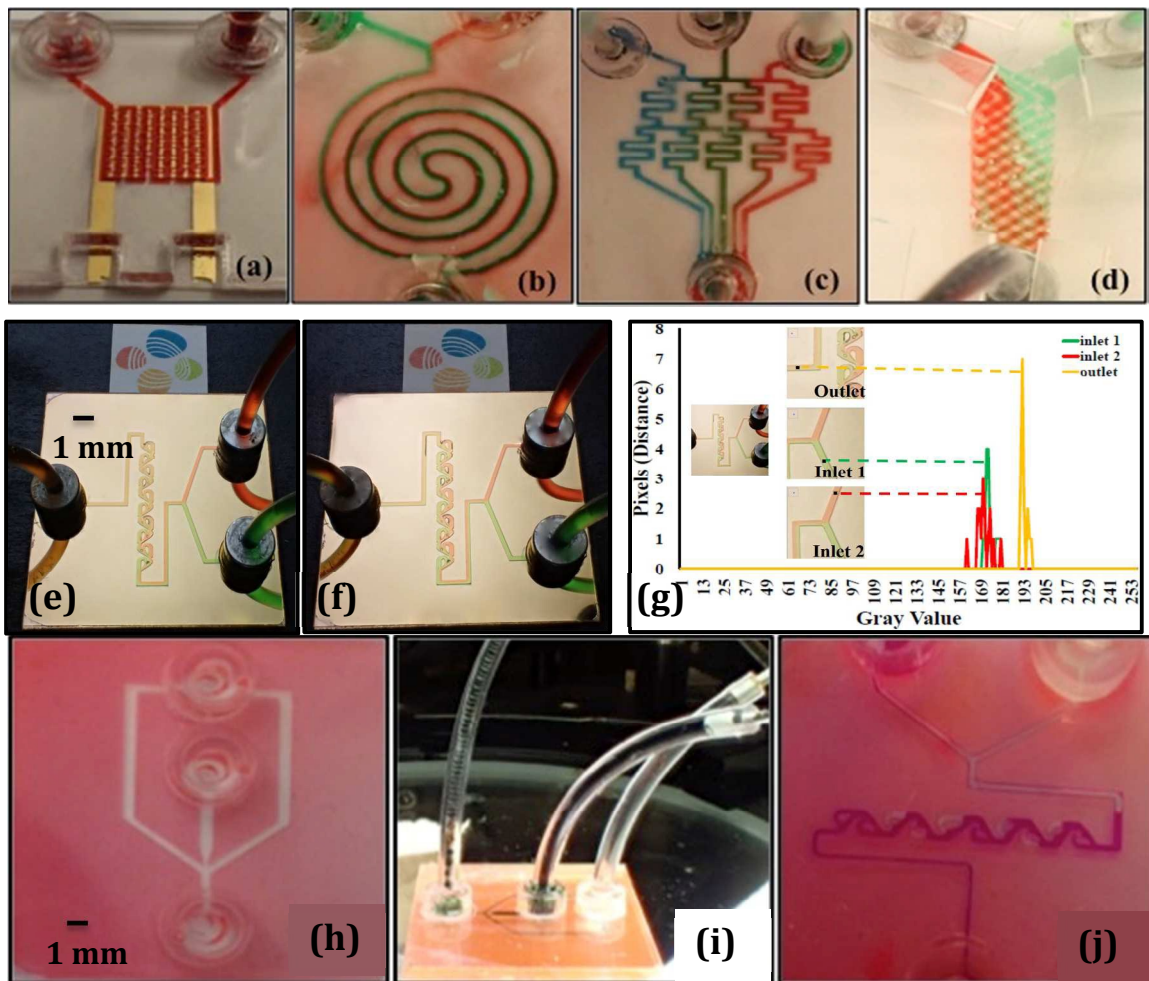 (a)
(b)
(c)
(d)
1 mm
(e)
(f)
(g)
Pixels (Distance)
8
7
6
5
4
3
2
1
0
Outlet
Inlet 1
Inlet 2
inlet 1
inlet 2
outlet
1 13 25 37 49 61 73 85 97 109 121 133 145 157 169 181 193 205 217 229 241 253
Gray Value
1 mm
(h)
(i)
(j)